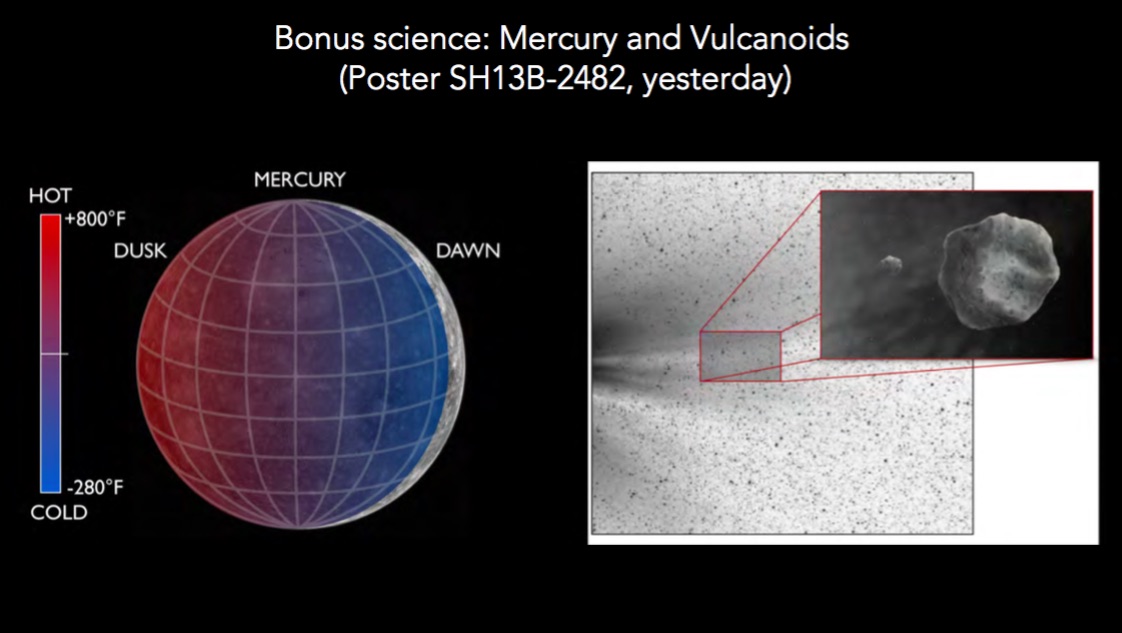 Bonus science: Mercury and Vulcanoids
(Poster SH13B-2482, yesterday)
MERCURY
HOT
+800°F
DUSK
DAWN
-280°F
COLD